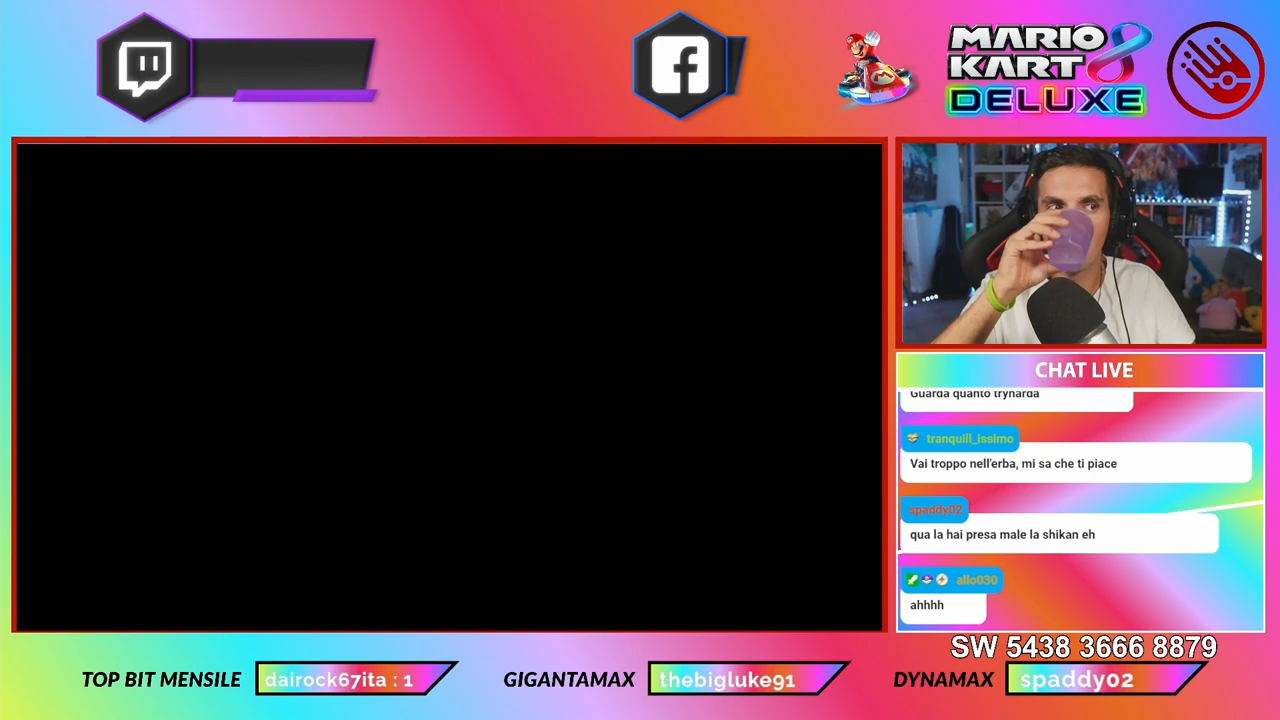 MARIO
KART 8
DELUXE
CHAT LIVE
Guarda quanto tryharda
tranquill_issimo
Vai troppo nell'erba, mi sa che ti piace
spaddy02
qua la hai presa male la shikan eh
allo030
ahhhh
SW 5438 3666 8879
TOP BIT MENSILE dairock67ita : 1 GIGANTAMAX thebigluke91 DYNAMAX spaddy02